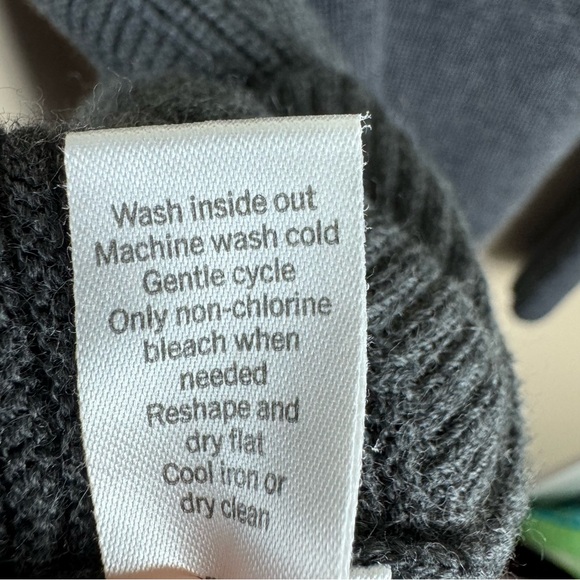 Wash inside out
Machine wash cold
Gentle cycle
Only non-chlorine
bleach when
needed
Reshape and
dry flat
Cool iron or
dry clean